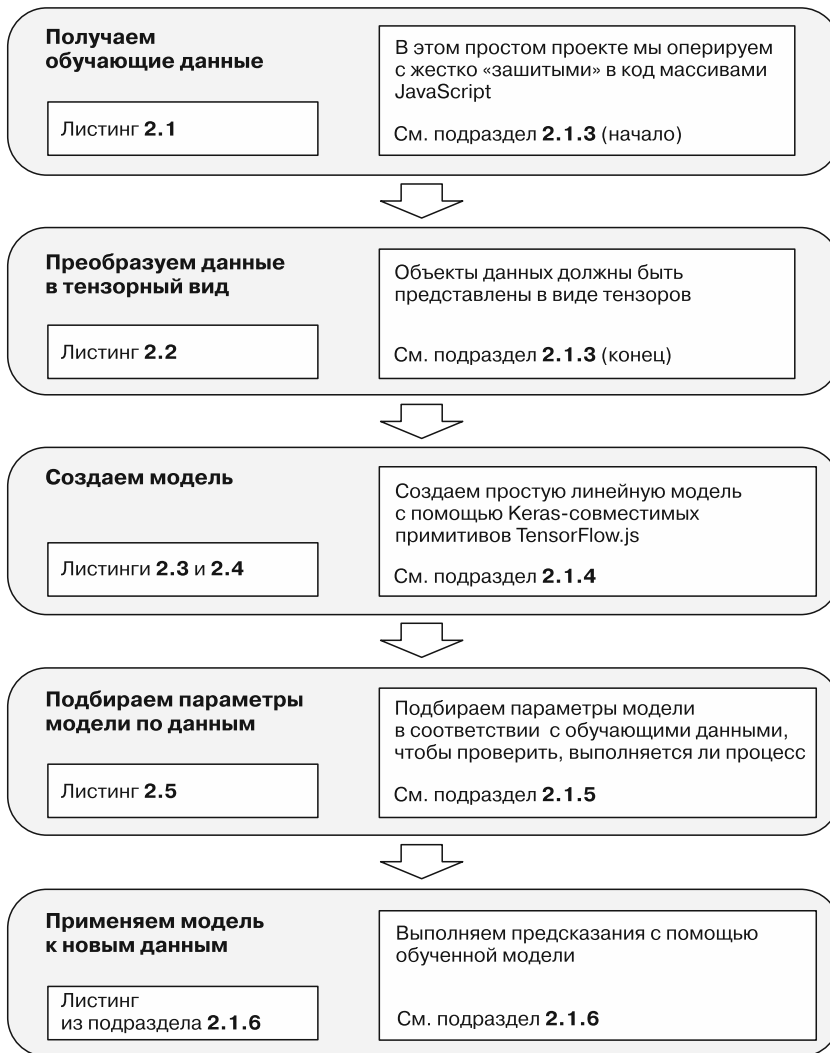 Получаем
обучающие данные
Листинг 2.1
В этом простом проекте мы оперируем
с жестко «зашитыми» в код массивами
JavaScript
См. подраздел 2.1.3 (начало)
Преобразуем данные
в тензорный вид
Листинг 2.2
Объекты данных должны быть
представлены в виде тензоров
См. подраздел 2.1.3 (конец)
Создаем модель
Листинги 2.3 и 2.4
Создаем простую линейную модель
с помощью Keras-совместимых
примитивов TensorFlow.js
См. подраздел 2.1.4
Подбираем параметры
модели по данным
Листинг 2.5
Подбираем параметры модели
в соответствии с обучающими данными,
чтобы проверить, выполняется ли процесс
См. подраздел 2.1.5
Применяем модель
к новым данным
Листинг
из подраздела 2.1.6
Выполняем предсказания с помощью
обученной модели
См. подраздел 2.1.6